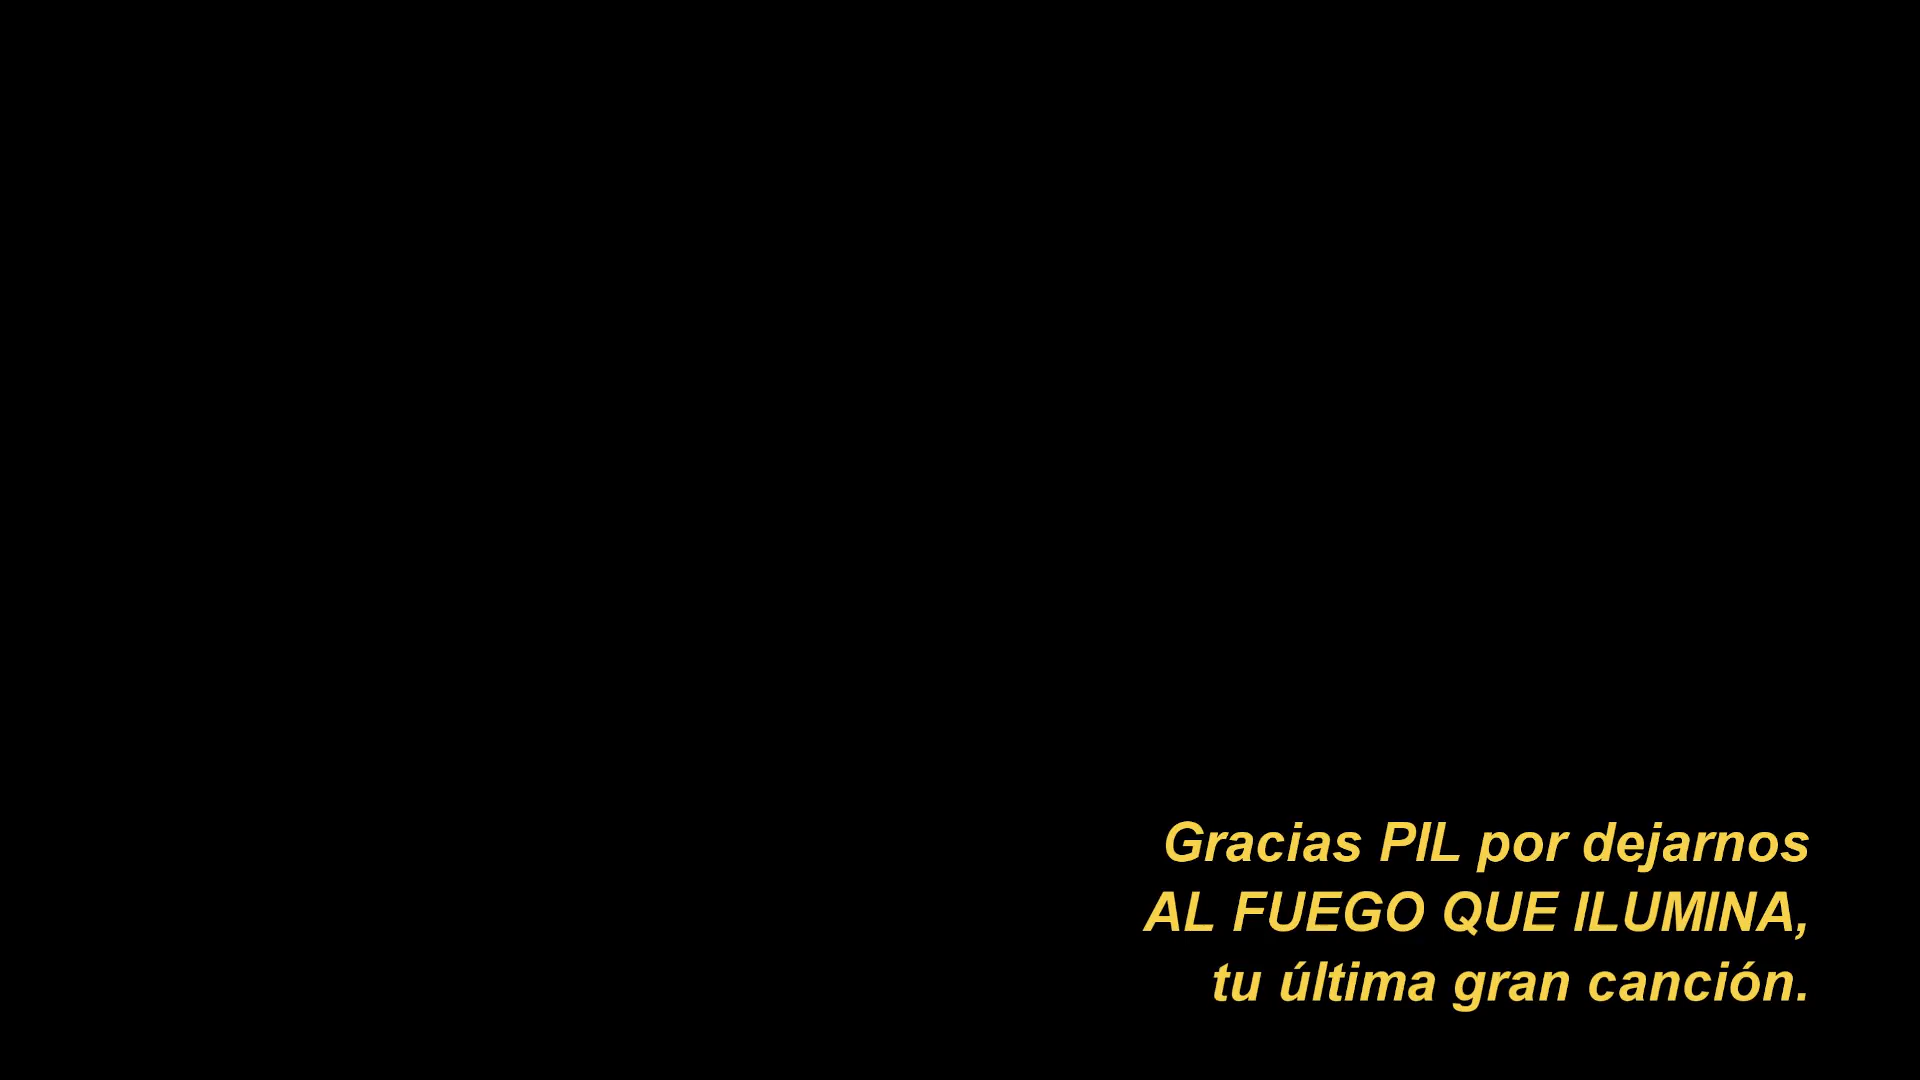 Gracias PIL por dejarnos
AL FUEGO QUE ILUMINA,
tu última gran canción.